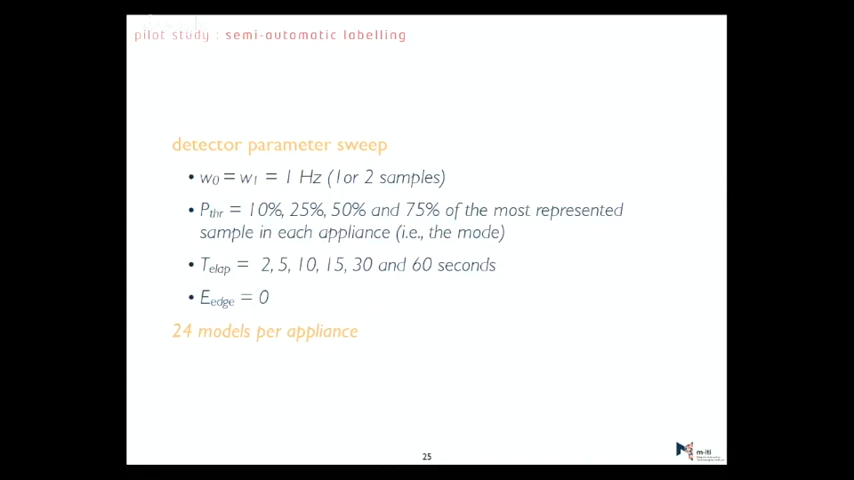 pilot study : semi-automatic labelling
detector parameter sweep
• w0 = w1 = 1 Hz (1or 2 samples)
• Pthr = 10%, 25%, 50% and 75% of the most represented
sample in each appliance (i.e., the mode)
• Telap = 2, 5, 10, 15, 30 and 60 seconds
• Eedge = 0
24 models per appliance
25
m-iti